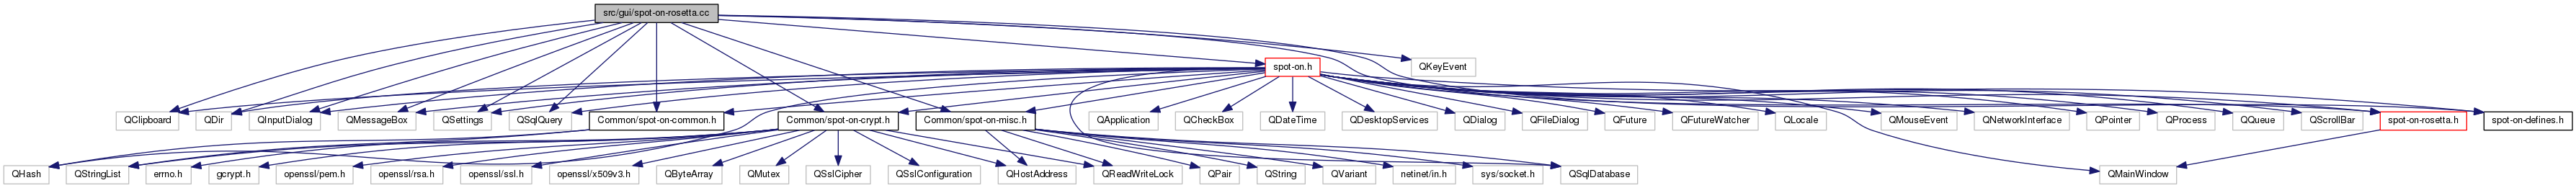 src/gui/spot-on-rosetta.cc
QKeyEvent
spot-on.h
QClipboard
QDir
QInputDialog
QMessageBox
QSettings
QSqlQuery
Common/spot-on-common.h
Common/spot-on-crypt.h
Common/spot-on-misc.h
QApplication
QCheckBox
QDateTime
QDesktopServices
QDialog
QFileDialog
QFuture
QFutureWatcher
QLocale
QMouseEvent
QNetworkInterface
QPointer
QProcess
QQueue
QScrollBar
spot-on-rosetta.h
spot-on-defines.h
QHash
QStringList
errno.h
gcrypt.h
openssl/pem.h
openssl/rsa.h
openssl/ssl.h
openssl/x509v3.h
QByteArray
QMutex
QSslCipher
QSslConfiguration
QHostAddress
QReadWriteLock
QPair
QString
QVariant
netinet/in.h
sys/socket.h
QSqlDatabase
QMainWindow